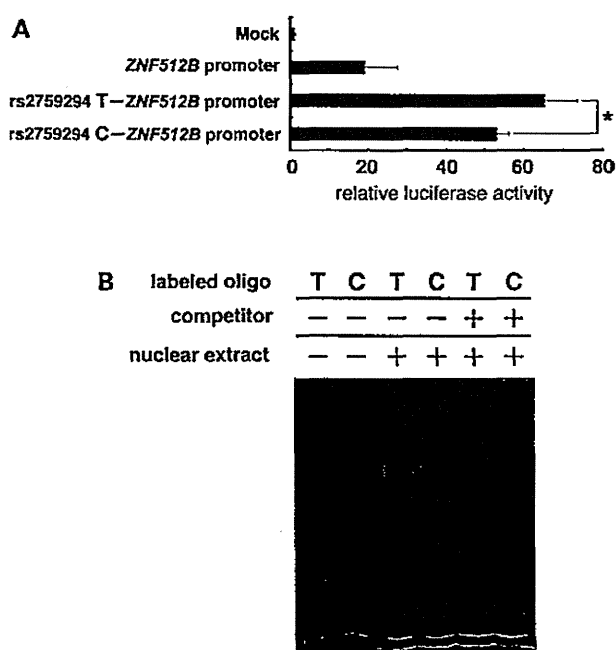 A
Mock
ZNF512B promoter
rs2759294 T–ZNF512B promoter
rs2759294 C–ZNF512B promoter
*
0 20 40 60 80
relative luciferase activity
B labeled oligo T C T C T C
competitor – – – – + +
nuclear extract – – + + + +